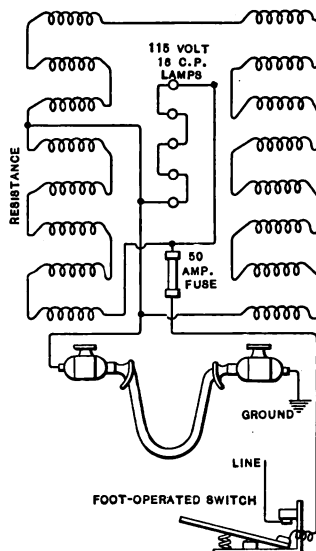 115 VOLT
16 C.P.
LAMPS
RESISTANCE
50
AMP.
FUSE
GROUND
LINE
FOOT-OPERATED SWITCH